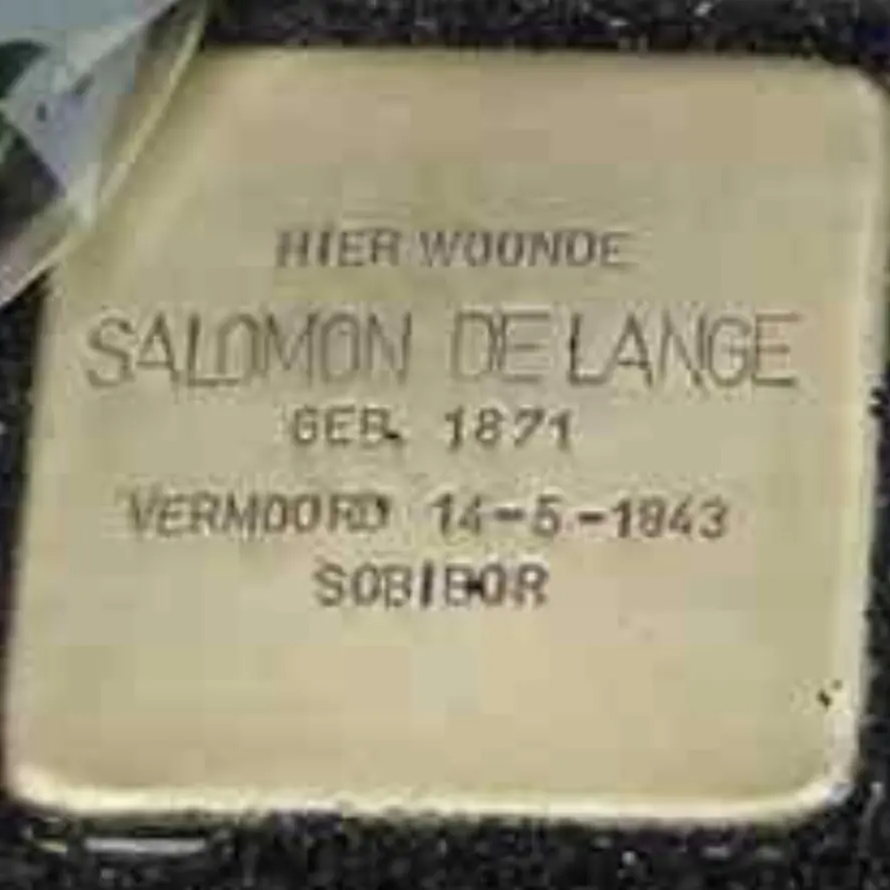 HIER WOONDE
SALOMON DE LANGE
GEB. 1871
VERMOORD 14-5-1943
SOBIBOR